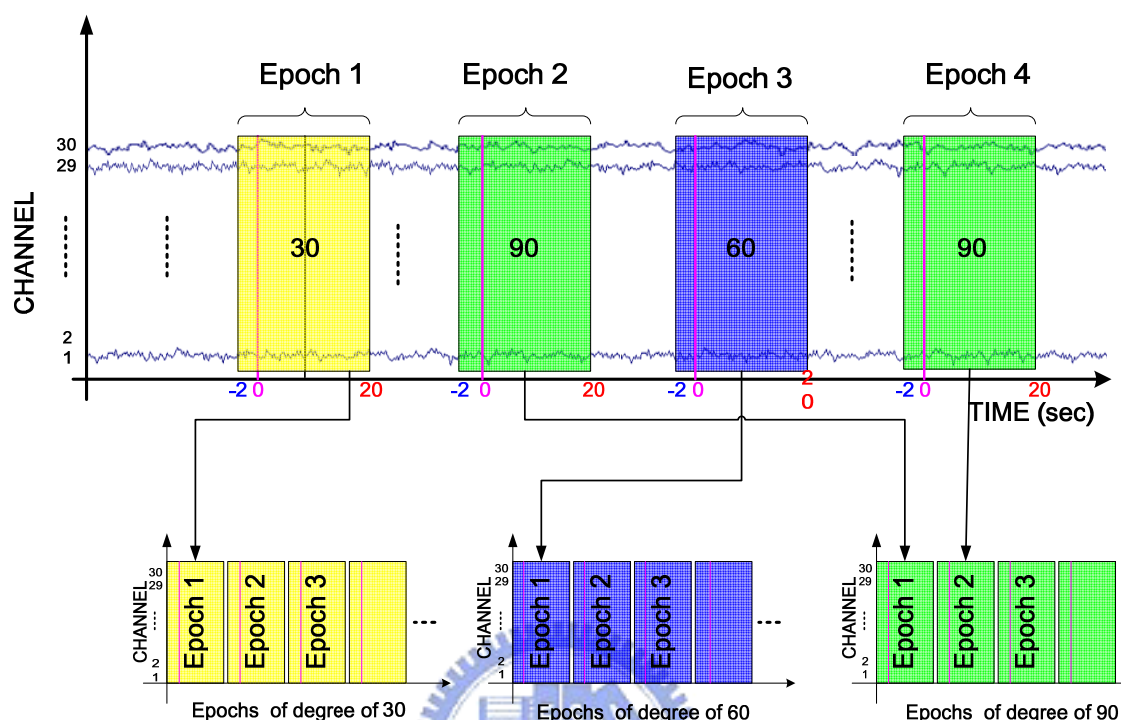 Epoch 1 Epoch 2 Epoch 3 Epoch 4
30
29
CHANNEL
30 90 60 90
2
1
-2 0 20 -2 0 20 -2 0 20 -2 0 20
TIME (sec)
30
29
CHANNEL
2
1
Epoch 1 Epoch 2 Epoch 3
Epochs of degree of 30
30
29
CHANNEL
2
1
Epoch 1 Epoch 2 Epoch 3
Epochs of degree of 60
30
29
CHANNEL
2
1
Epoch 1 Epoch 2 Epoch 3
Epochs of degree of 90